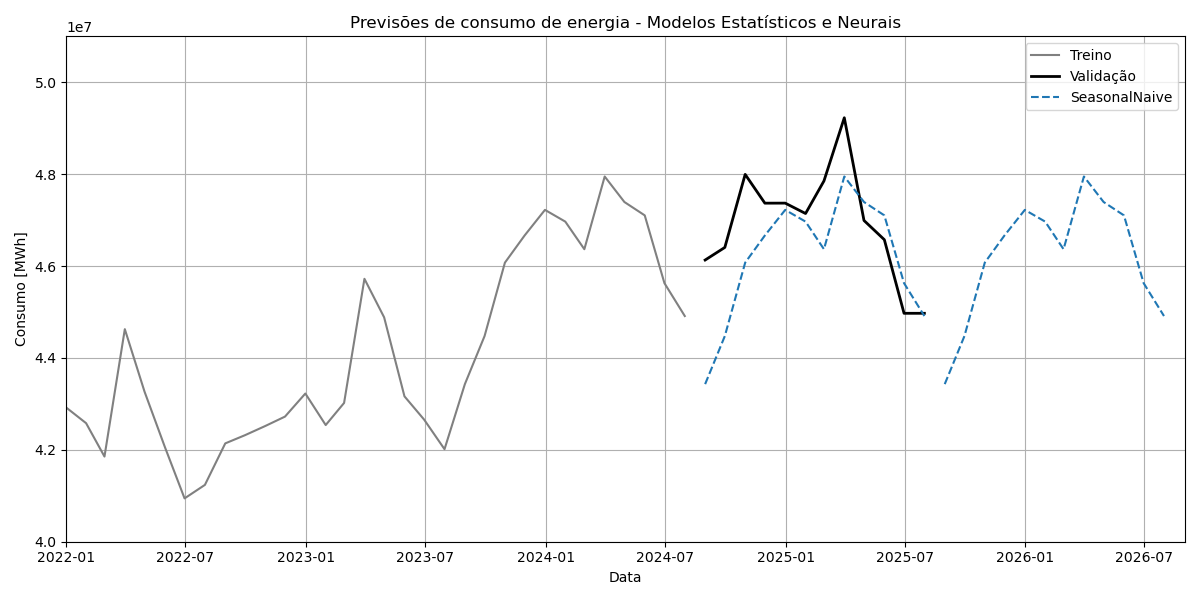 Previsões de consumo de energia - Modelos Estatísticos e Neurais
1e7
Treino
Validação
SeasonalNaive
5.0
4.8
4.6
4.4
4.2
4.0
Consumo [MWh]
2022-01 2022-07 2023-01 2023-07 2024-01 2024-07 2025-01 2025-07 2026-01 2026-07
Data